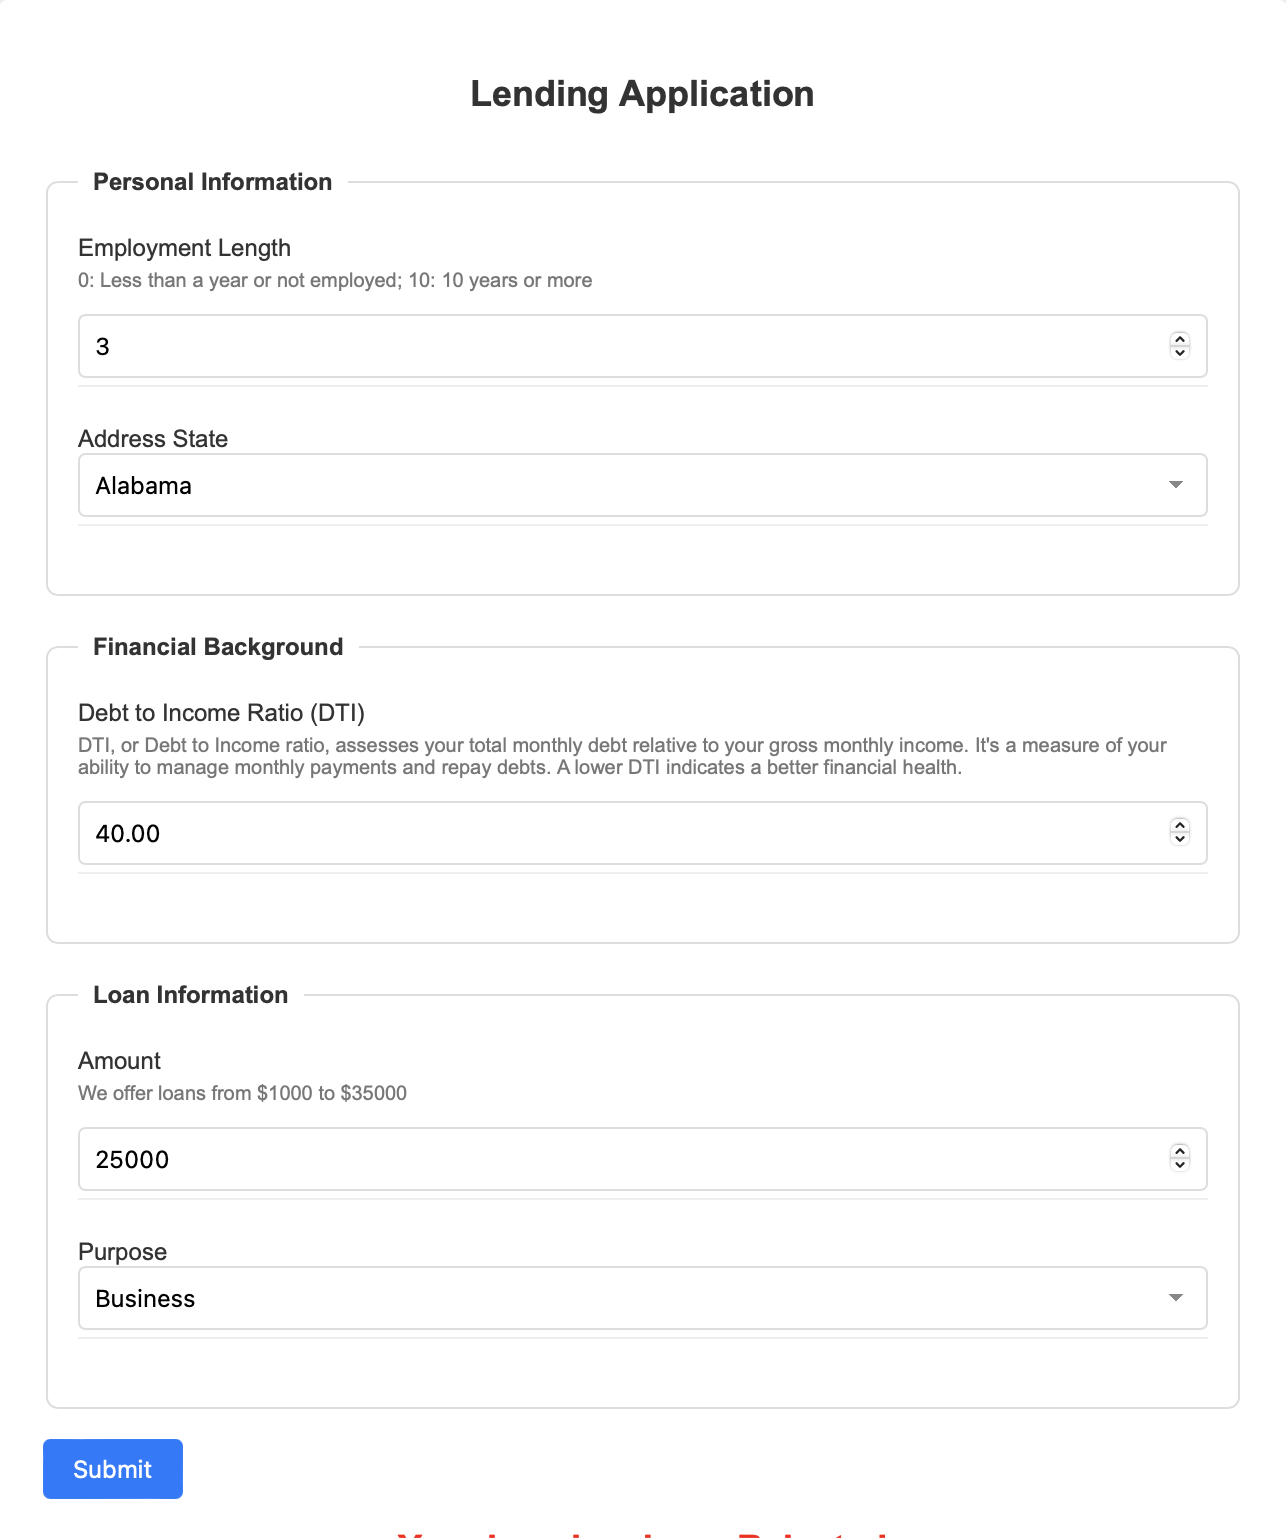 Lending Application
Personal Information
Employment Length
0: Less than a year or not employed; 10: 10 years or more
3
Address State
Alabama
Financial Background
Debt to Income Ratio (DTI)
DTI, or Debt to Income ratio, assesses your total monthly debt relative to your gross monthly income. It's a measure of your
ability to manage monthly payments and repay debts. A lower DTI indicates a better financial health.
40.00
Loan Information
Amount
We offer loans from $1000 to $35000
25000
Purpose
Business
Submit